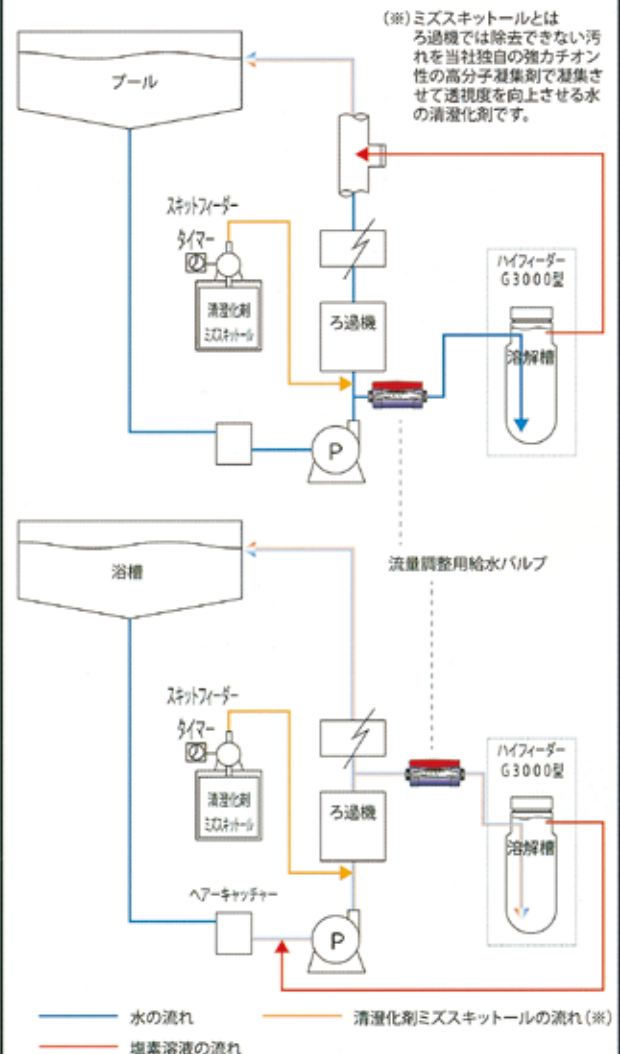 (※)ミズスキットールとは
ろ過機では除去できない汚
れを当社独自の強力チオン
性の高分子凝集剤で凝集さ
せて透視度を向上させる水
の清澄化剤です。
プール
スキットフィーダー
タイマー
清澄化剤
ミズスキットール
ろ過機
ハイフィーダー
G3000型
溶解槽
P
流量調整用給水バルブ
浴槽
スキットフィーダー
タイマー
清澄化剤
ミズスキットール
ろ過機
ハイフィーダー
G3000型
溶解槽
ヘアーキャッチャー
P
水の流れ
清澄化剤ミズスキットールの流れ(※)
塩素溶液の流れ